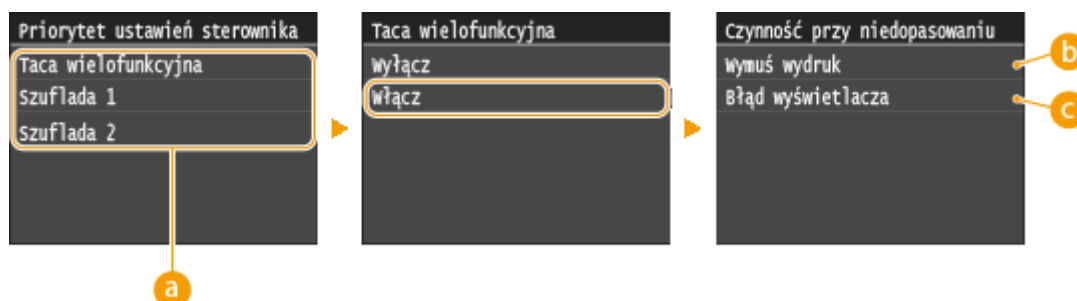 Priorytet ustawień sterownika
Taca wielofunkcyjna
Szuflada 1
Szuflada 2
a
Taca wielofunkcyjna
Wyłącz
Włącz
Czynność przy niedopasowaniu
Wymuś wydruk
b
Błąd wyświetlacza
c